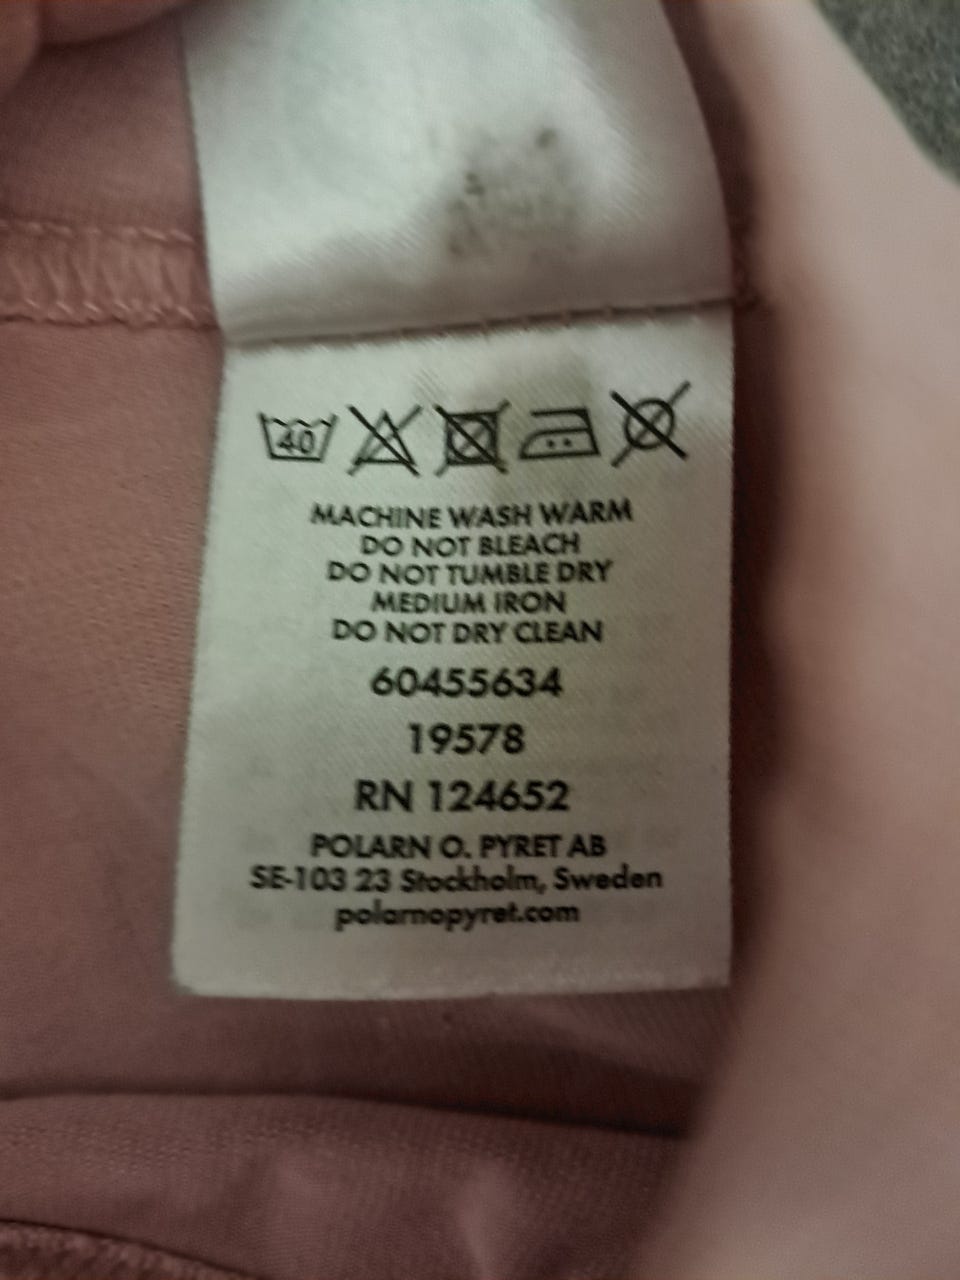 40
MACHINE WASH WARM
DO NOT BLEACH
DO NOT TUMBLE DRY
MEDIUM IRON
DO NOT DRY CLEAN
60455634
19578
RN 124652
POLARN O. PYRET AB
SE-103 23 Stockholm, Sweden
polarnopyret.com